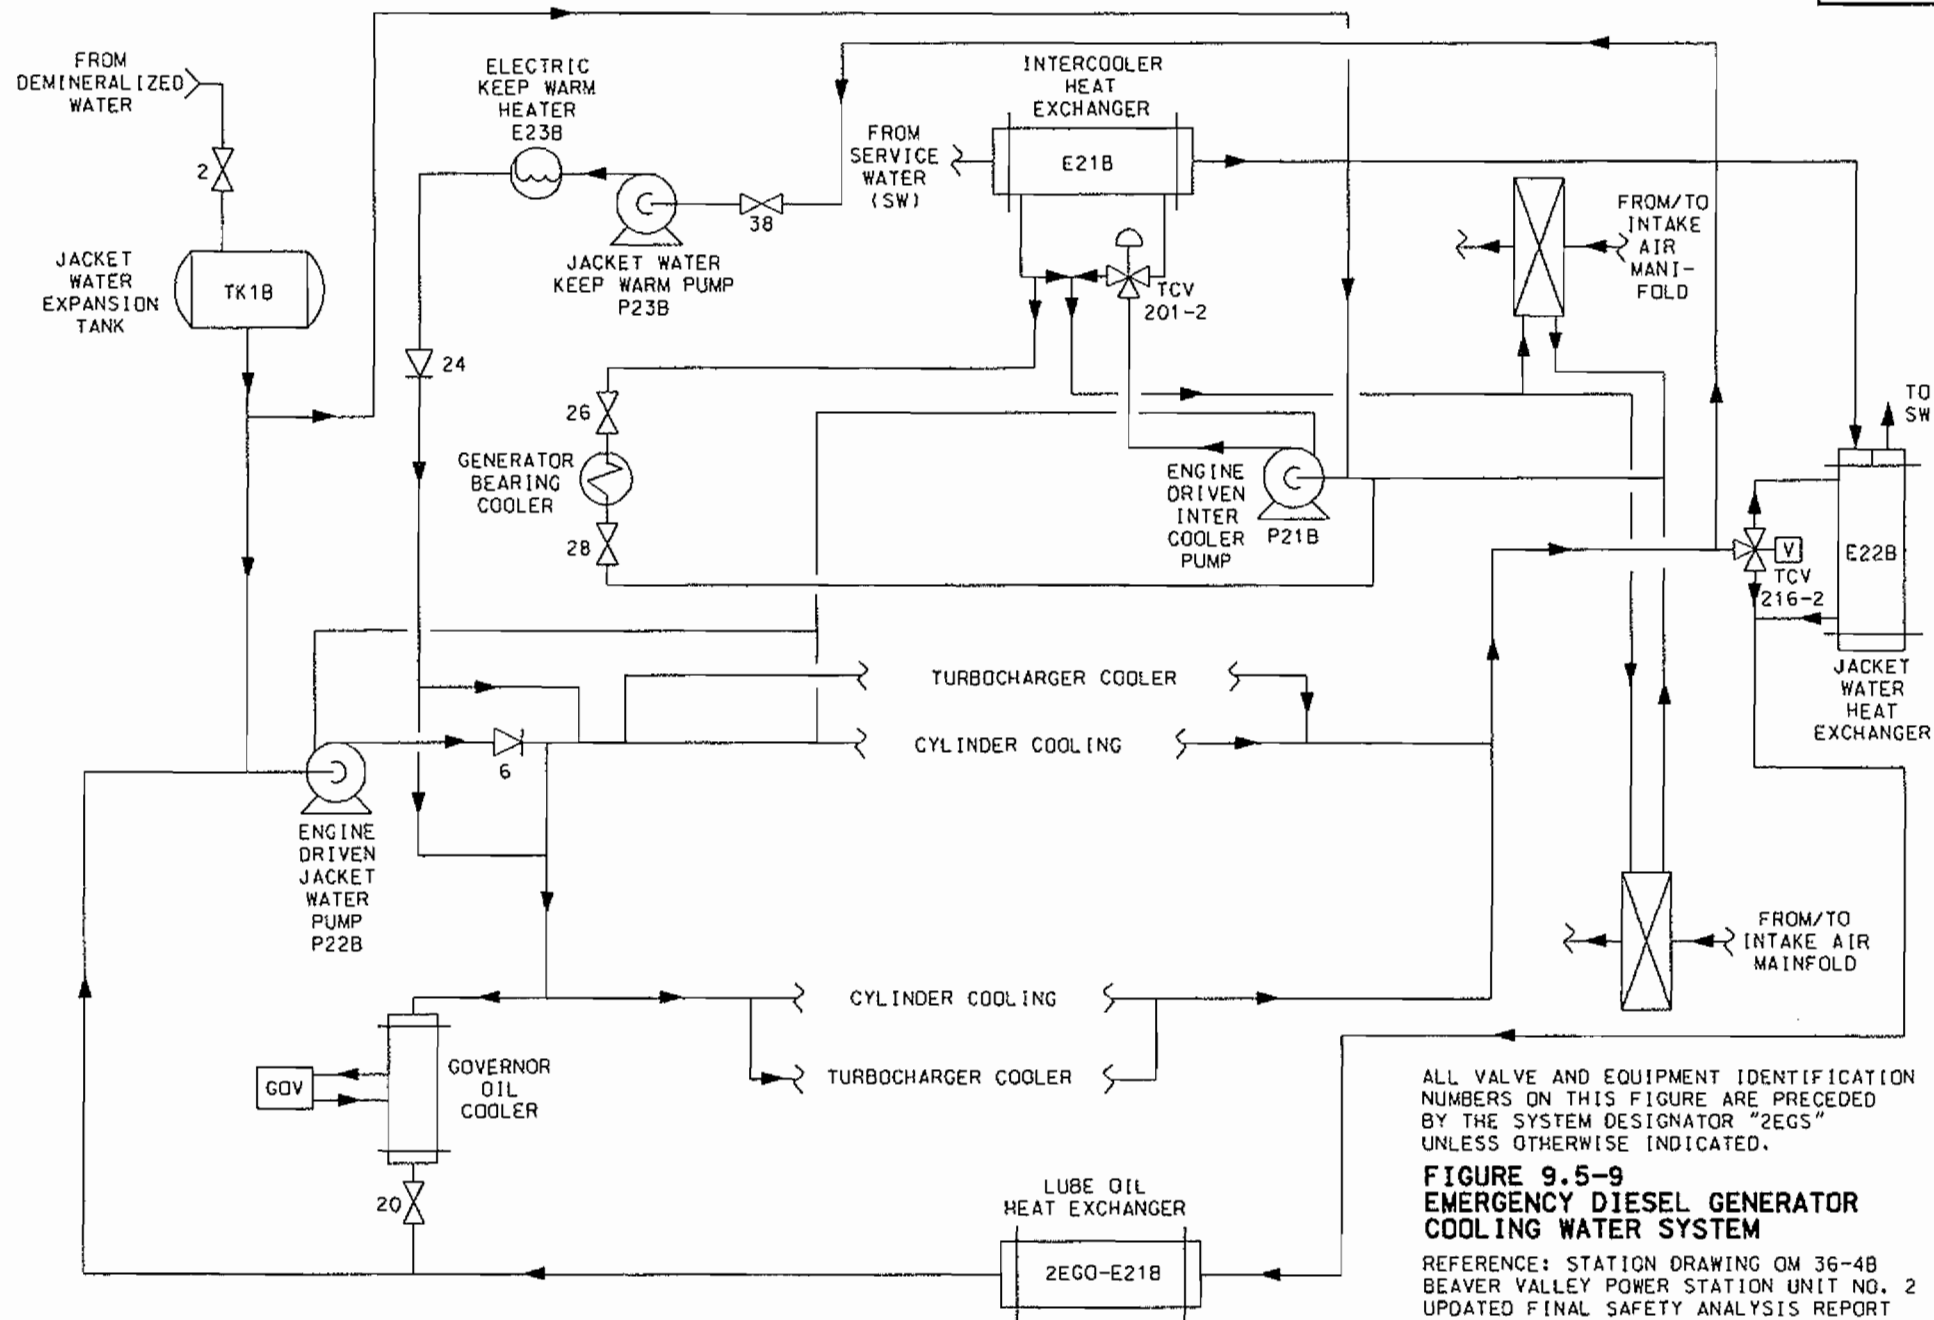 FROM
DEMINERALIZED
WATER
2
JACKET
WATER
EXPANSION
TANK
TK1B
ELECTRIC
KEEP WARM
HEATER
E23B
JACKET WATER
KEEP WARM PUMP
P23B
38
24
FROM
SERVICE
WATER
(SW)
INTERCOOLER
HEAT
EXCHANGER
E21B
TCV
201-2
FROM/TO
INTAKE
AIR
MANI-
FOLD
TO
SW
26
GENERATOR
BEARING
COOLER
28
ENGINE
DRIVEN
INTER
COOLER
PUMP
P21B
V
TCV
216-2
E22B
JACKET
WATER
HEAT
EXCHANGER
TURBOCHARGER COOLER
CYLINDER COOLING
6
ENGINE
DRIVEN
JACKET
WATER
PUMP
P22B
FROM/TO
INTAKE AIR
MAINFOLD
CYLINDER COOLING
TURBOCHARGER COOLER
GOV
GOVERNOR
OIL
COOLER
20
LUBE OIL
HEAT EXCHANGER
2EGO-E21B
ALL VALVE AND EQUIPMENT IDENTIFICATION
NUMBERS ON THIS FIGURE ARE PRECEDED
BY THE SYSTEM DESIGNATOR "2EGS"
UNLESS OTHERWISE INDICATED.
FIGURE 9.5-9
EMERGENCY DIESEL GENERATOR
COOLING WATER SYSTEM
REFERENCE: STATION DRAWING OM 36-4B
BEAVER VALLEY POWER STATION UNIT NO. 2
UPDATED FINAL SAFETY ANALYSIS REPORT